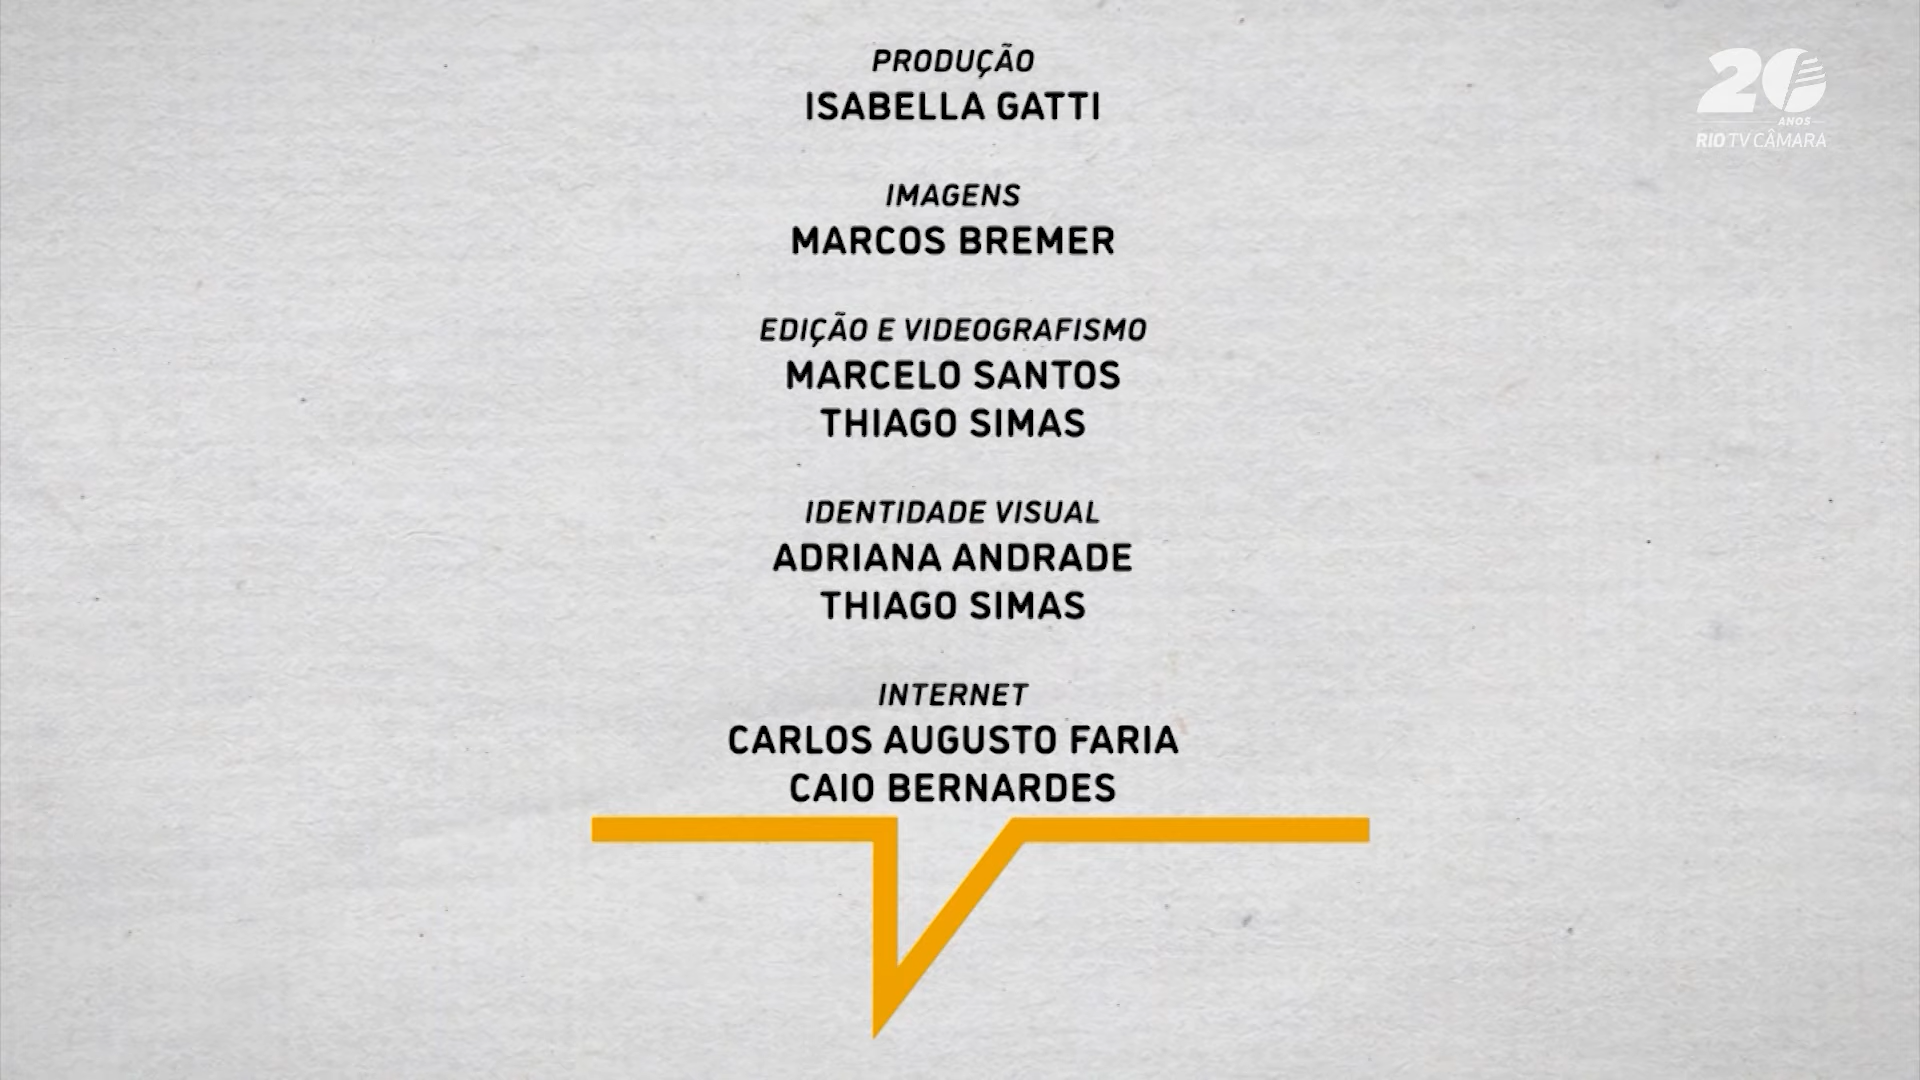 PRODUÇÃO
ISABELLA GATTI
IMAGENS
MARCOS BREMER
EDIÇÃO E VIDEOGRAFISMO
MARCELO SANTOS
THIAGO SIMAS
IDENTIDADE VISUAL
ADRIANA ANDRADE
THIAGO SIMAS
INTERNET
CARLOS AUGUSTO FARIA
CAIO BERNARDES
20
ANOS
RIO TV CÂMARA